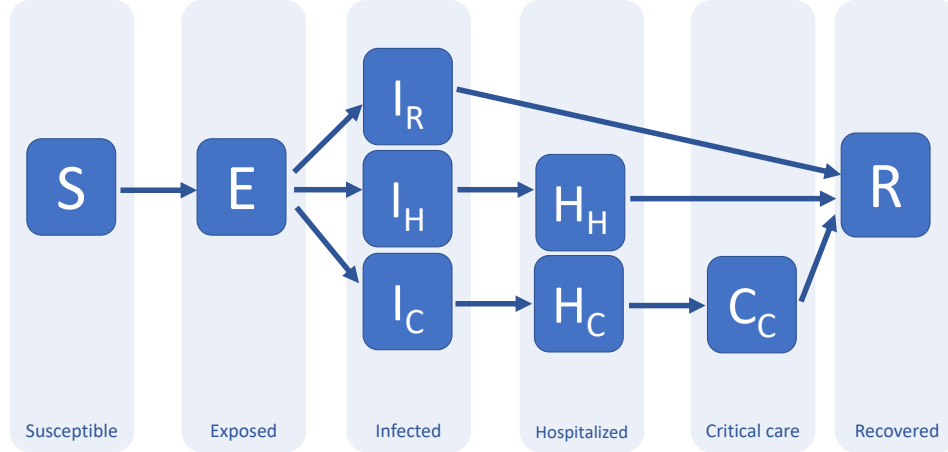 S
E
I_R
I_H
I_C
H_H
H_C
C_C
R
Susceptible
Exposed
Infected
Hospitalized
Critical care
Recovered